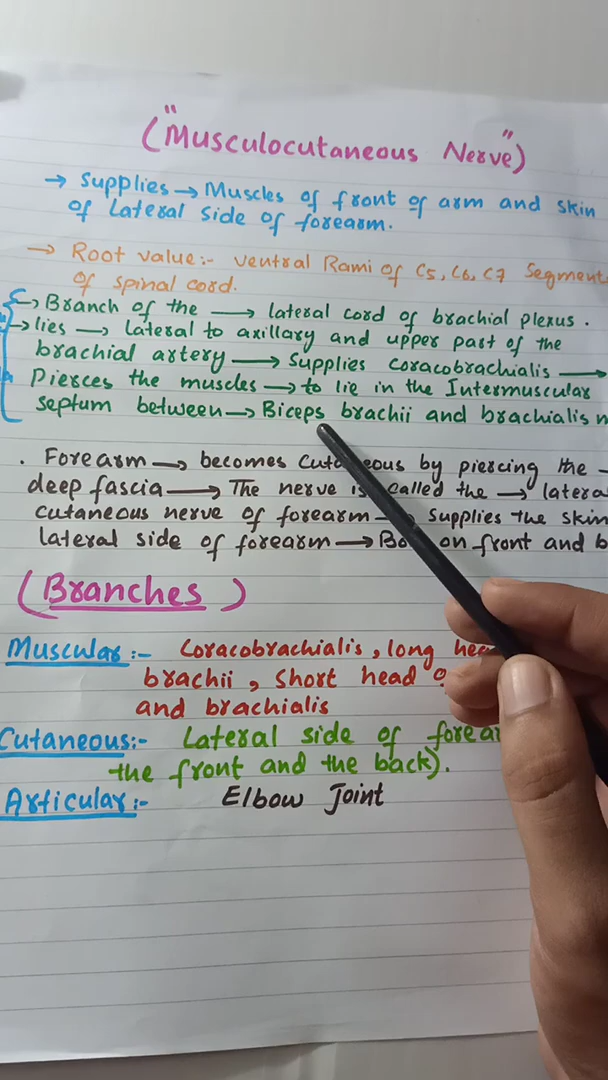 ("Musculocutaneous Nerve")
→ Supplies → Muscles of front of arm and skin
of Lateral side of forearm.
→ Root value:- ventral Rami of C5, C6, C7 Segment
of spinal cord.
→ Branch of the → lateral cord of brachial plexus.
→ lies → Lateral to axillary and upper part of the
brachial artery → Supplies coracobrachialis →
Pierces the muscles → to lie in the Intermuscular
septum between → Biceps brachii and brachialis
. Forearm → becomes Cutaneous by piercing the →
deep fascia → The nerve is called the → lateral
cutaneous nerve of forearm → Supplies the skin
lateral side of forearm → on front and
(Branches)
Muscular:- Coracobrachialis, long
brachii, Short head
and brachialis
Cutaneous:- Lateral side of
the front and the back).
Articular:- Elbow Joint